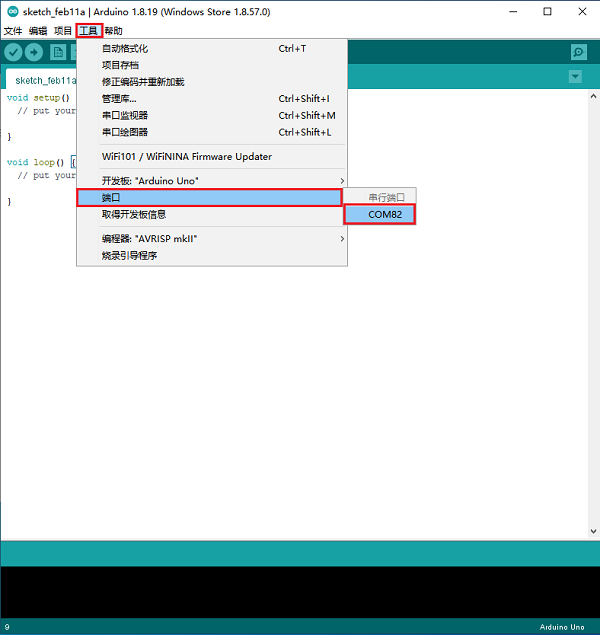 sketch_feb11a | Arduino 1.8.19 (Windows Store 1.8.57.0)
文件 编辑 项目 工具 帮助
sketch_feb11a
自动格式化 Ctrl+T
项目存档
修正编码并重新加载
管理库... Ctrl+Shift+I
串口监视器 Ctrl+Shift+M
串口绘图器 Ctrl+Shift+L
WiFi101 / WiFiNINA Firmware Updater
开发板: "Arduino Uno"
端口
取得开发板信息
编程器: "AVRISP mkII"
烧录引导程序
串行端口
COM82
void setup()
// put your
}
void loop() {
// put your
}
9 Arduino Uno